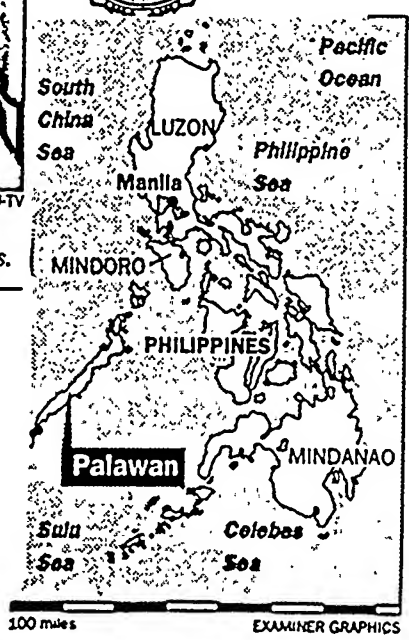 Pacific
Ocean
South
China
Sea
LUZON
Philippine
Sea
Manila
-TV
s.
MINDORO
PHILIPPINES
Palawan
MINDANAO
Sulu
Sea
Celebes
Sea
100 miles
EXAMINER GRAPHICS